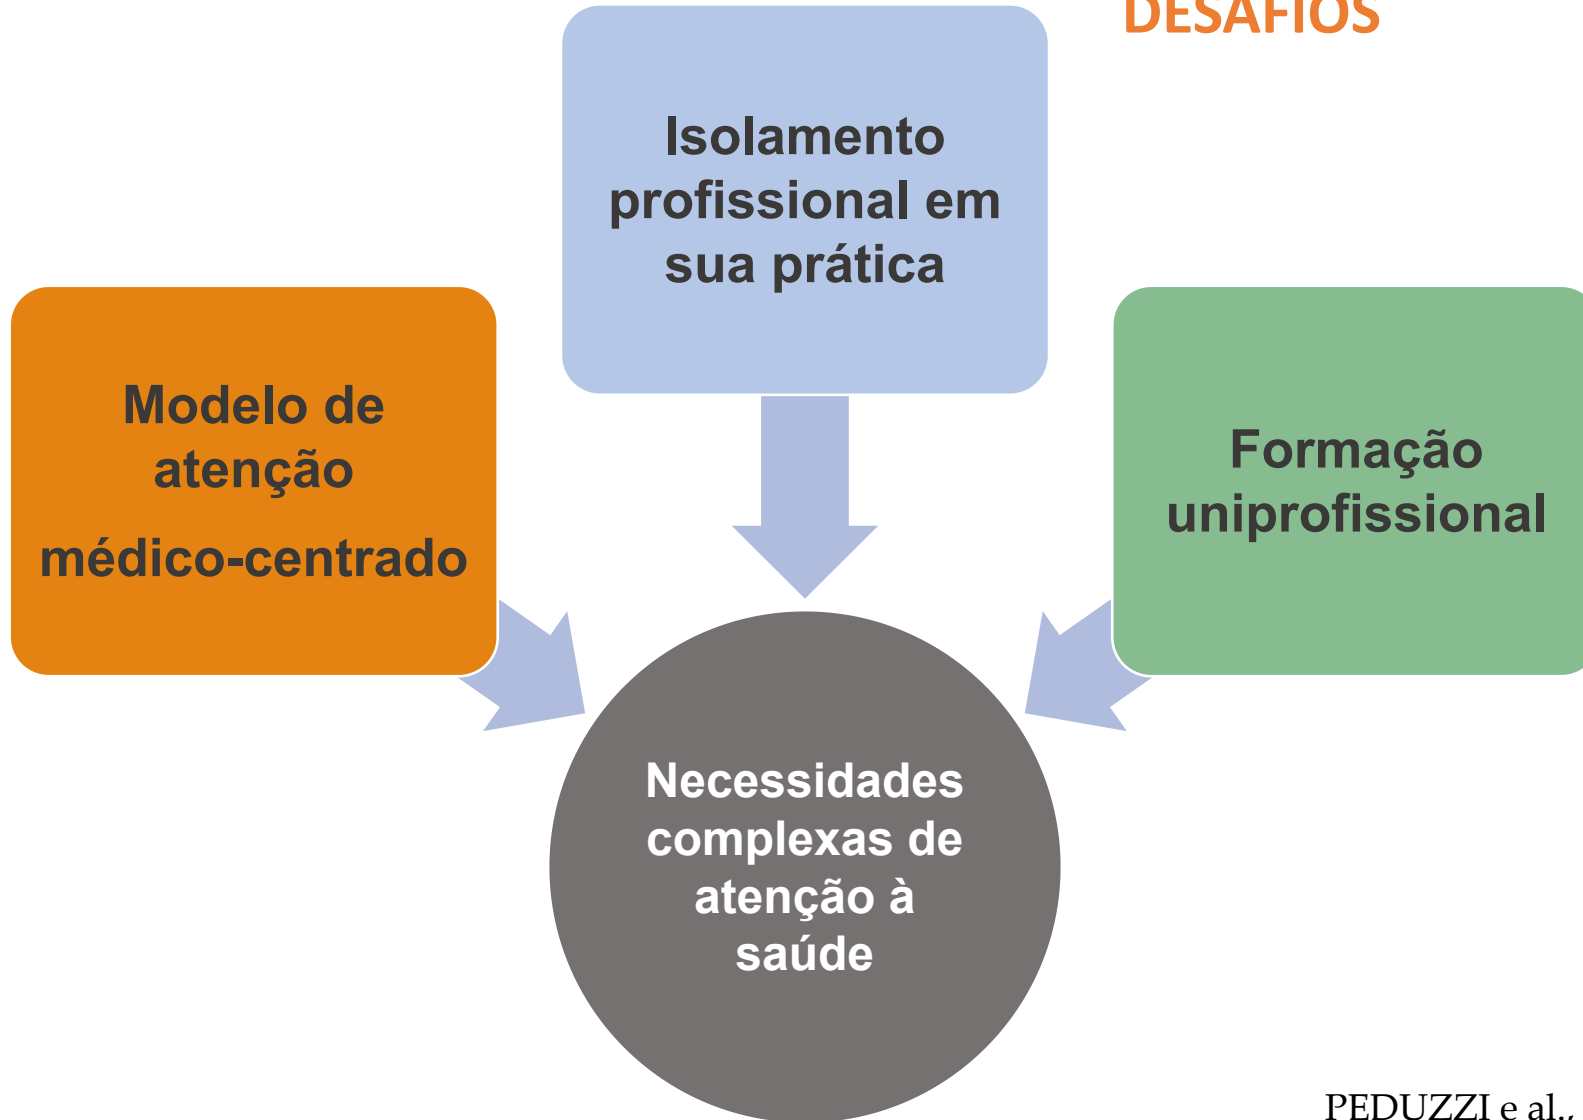 DESAFIOS
Isolamento
profissional em
sua prática
Modelo de
atenção
médico-centrado
Formação
uniprofissional
Necessidades
complexas de
atenção à
saúde
PEDUZZI e al.,